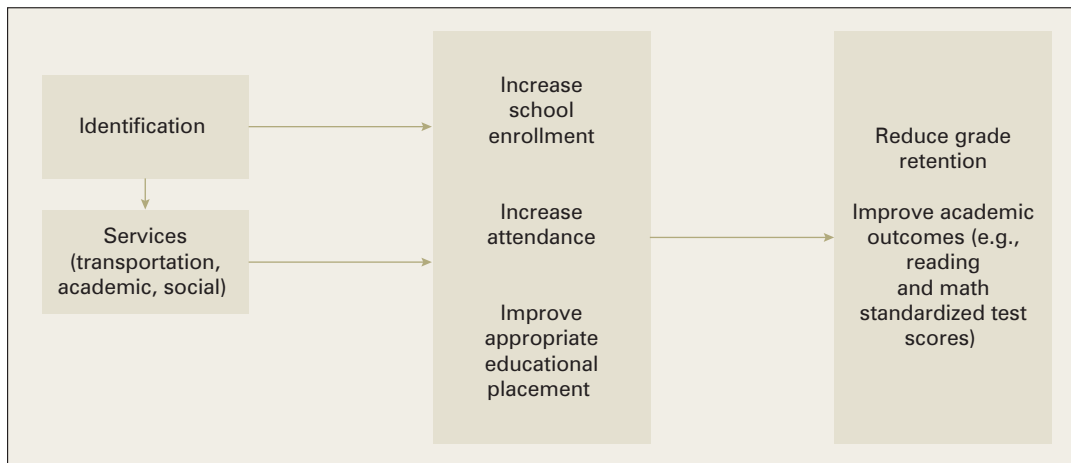 Identification
Services
(transportation,
academic, social)
Increase
school
enrollment
Increase
attendance
Improve
appropriate
educational
placement
Reduce grade
retention
Improve academic
outcomes (e.g.,
reading
and math
standardized test
scores)